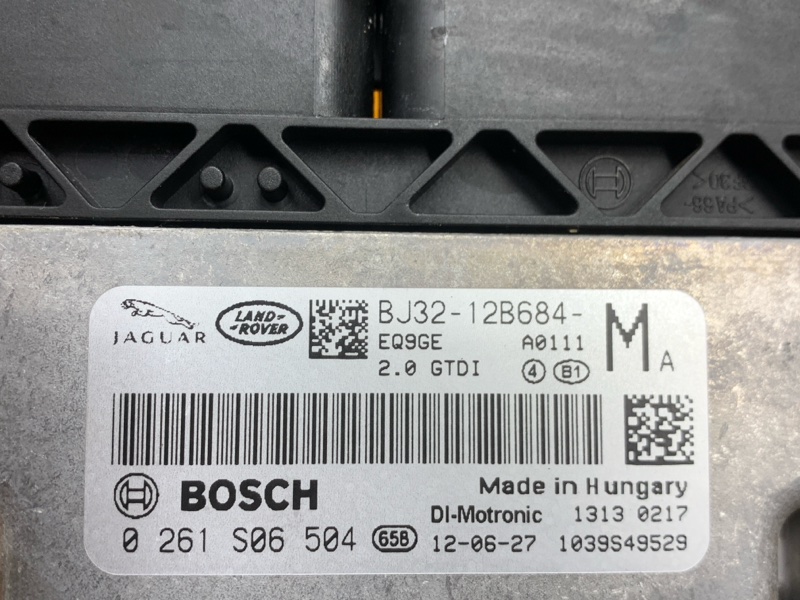 >PA66-
JAGUAR
LAND-
-ROVER
BJ32-12B684-
M A
EQ9GE A0111
2.0 GTDI 4 B1
BOSCH
Made in Hungary
DI-Motronic 1313 0217
0 261 S06 504 658 12-06-27 1039S49529